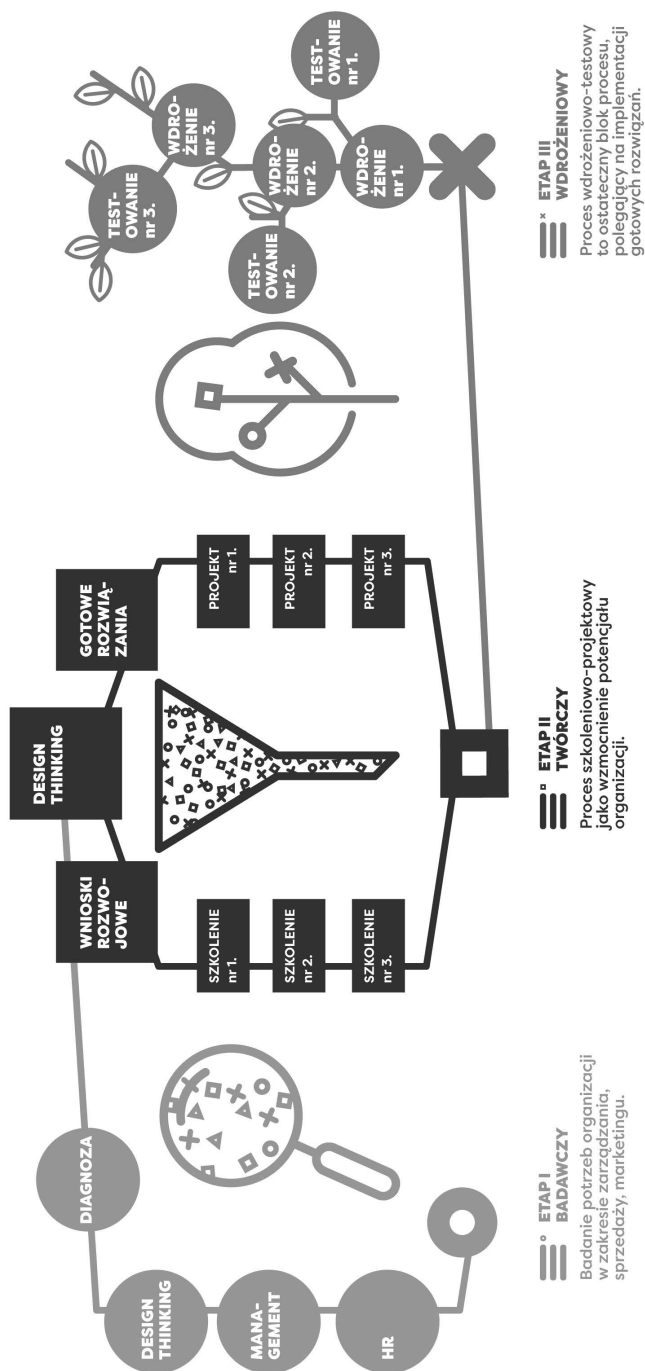 DIAGNOZA
DESIGN
THINKING
MANA-
GEMENT
HR
ETAP I
BADAWCZY
Badanie potrzeb organizacji
w zakresie zarządzania,
sprzedaży, marketingu.
WNIOSKI
ROZWO-
JOWE
DESIGN
THINKING
GOTOWE
ROZWIĄ-
ZANIA
SZKOLENIE
nr 1.
SZKOLENIE
nr 2.
SZKOLENIE
nr 3.
PROJEKT
nr 1.
PROJEKT
nr 2.
PROJEKT
nr 3.
ETAP II
TWÓRCZY
Proces szkoleniowo-projektowy
jako wzmocnienie potencjału
organizacji.
TEST-
OWANIE
nr 3.
WDRO-
ŻENIE
nr 3.
TEST-
OWANIE
nr 2.
WDRO-
ŻENIE
nr 2.
WDRO-
ŻENIE
nr 1.
TEST-
OWANIE
nr 1.
ETAP III
WDROŻENIOWY
Proces wdrożeniowo-testowy
to ostateczny blok procesu,
polegający na implementacji
gotowych rozwiązań.